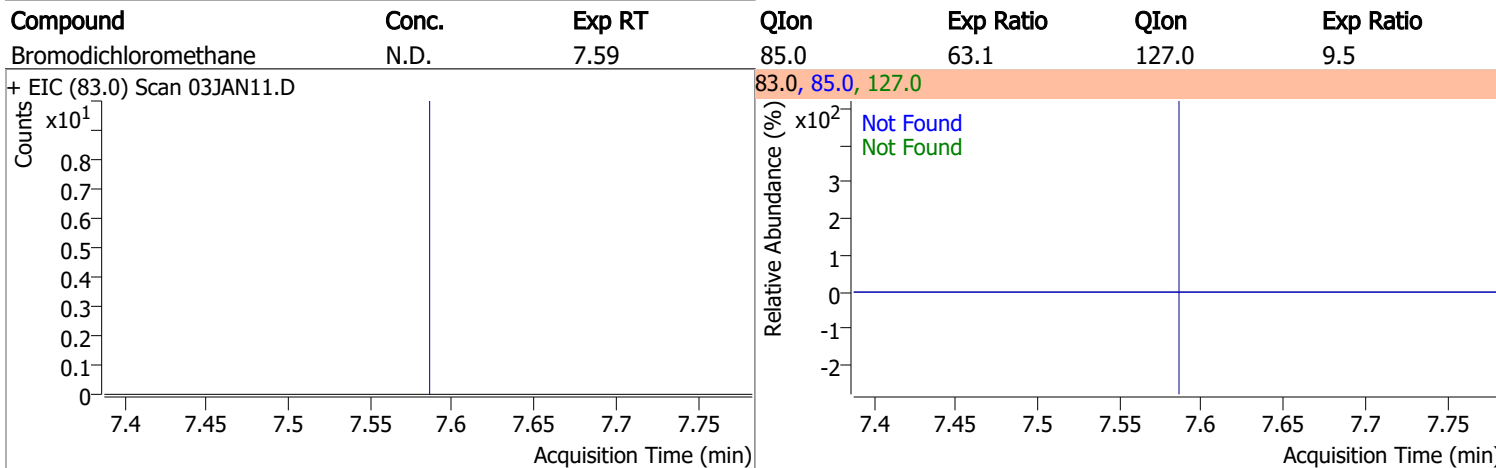 Compound Conc. Exp RT QIon Exp Ratio QIon Exp Ratio
Bromodichloromethane N.D. 7.59 85.0 63.1 127.0 9.5
+ EIC (83.0) Scan 03JAN11.D
Counts
x10¹
0.8
0.7
0.6
0.5
0.4
0.3
0.2
0.1
0
7.4 7.45 7.5 7.55 7.6 7.65 7.7 7.75
Acquisition Time (min)
83.0, 85.0, 127.0
Relative Abundance (%)
x10²
Not Found
Not Found
3
2
1
0
-1
-2
7.4 7.45 7.5 7.55 7.6 7.65 7.7 7.75
Acquisition Time (min)